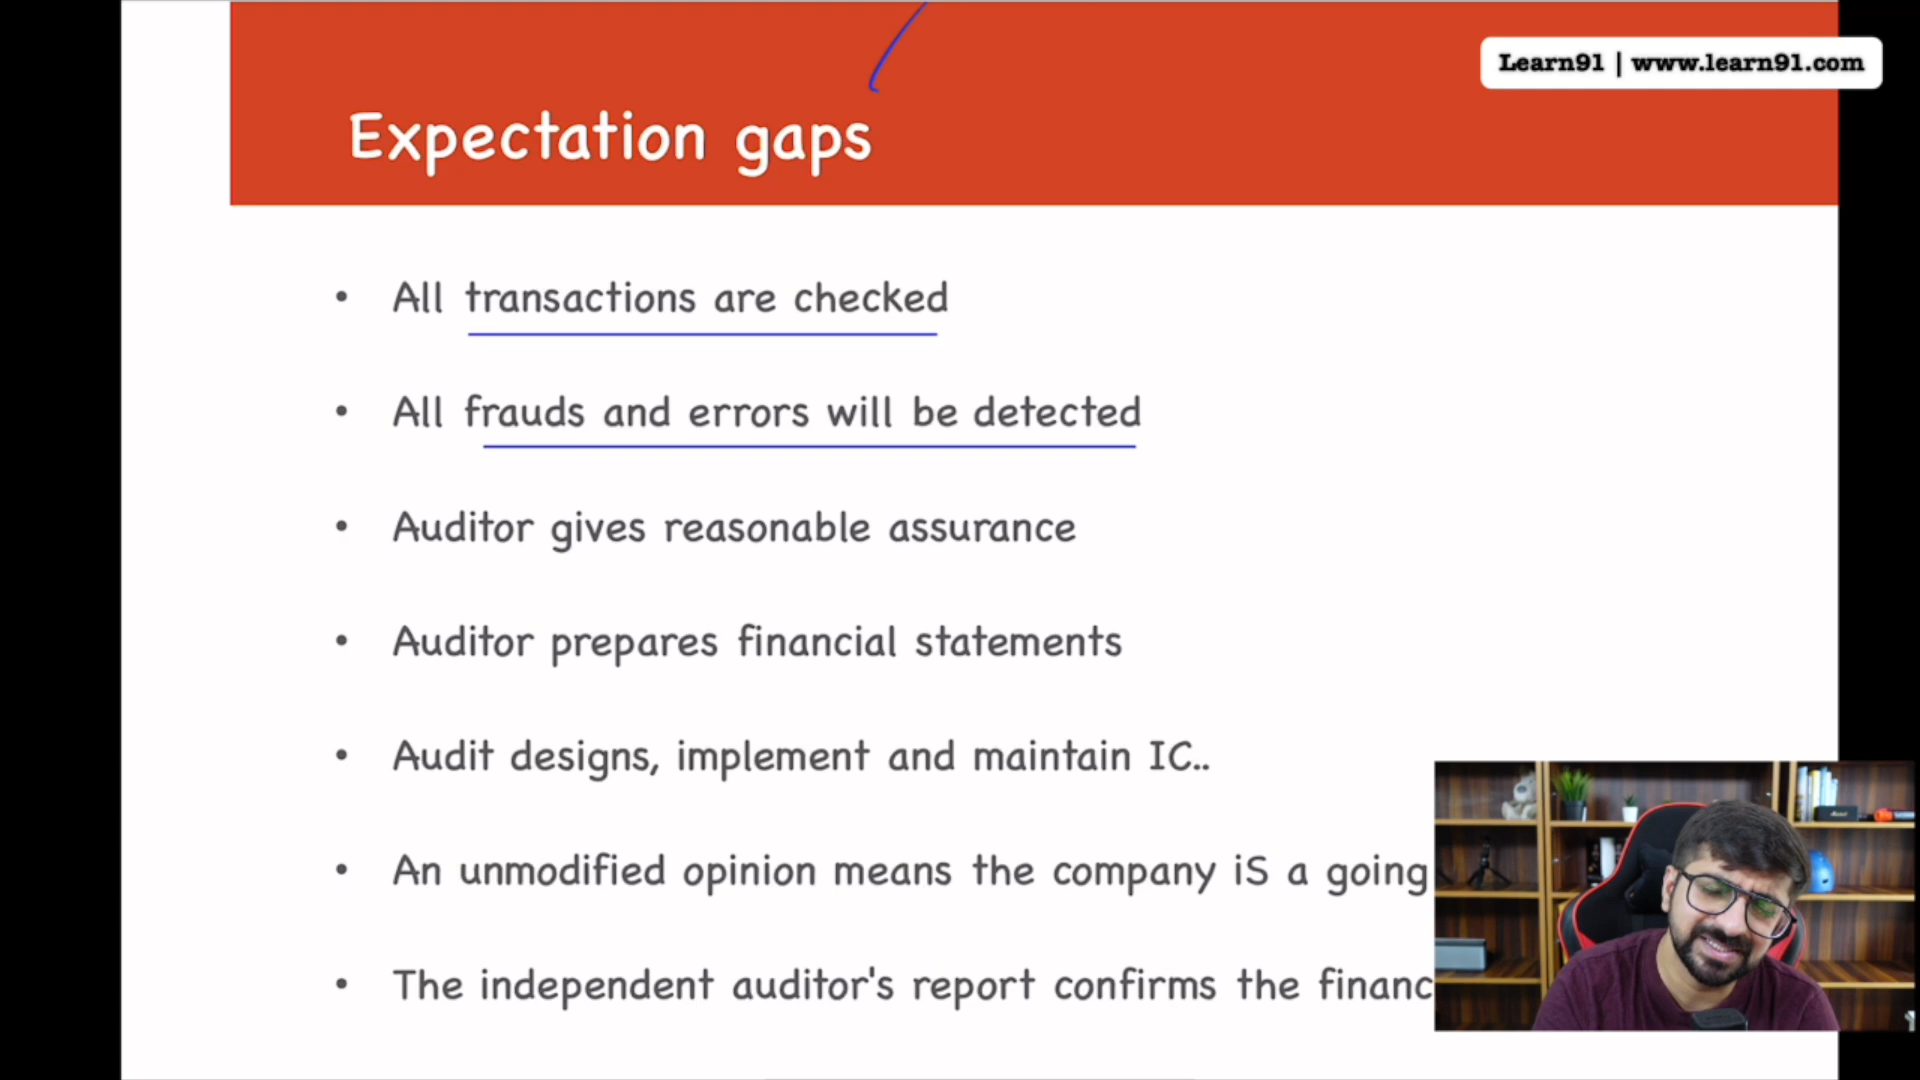 Learn91 | www.learn91.com
Expectation gaps
• All transactions are checked
• All frauds and errors will be detected
• Auditor gives reasonable assurance
• Auditor prepares financial statements
• Audit designs, implement and maintain IC..
• An unmodified opinion means the company iS a going
• The independent auditor's report confirms the financ